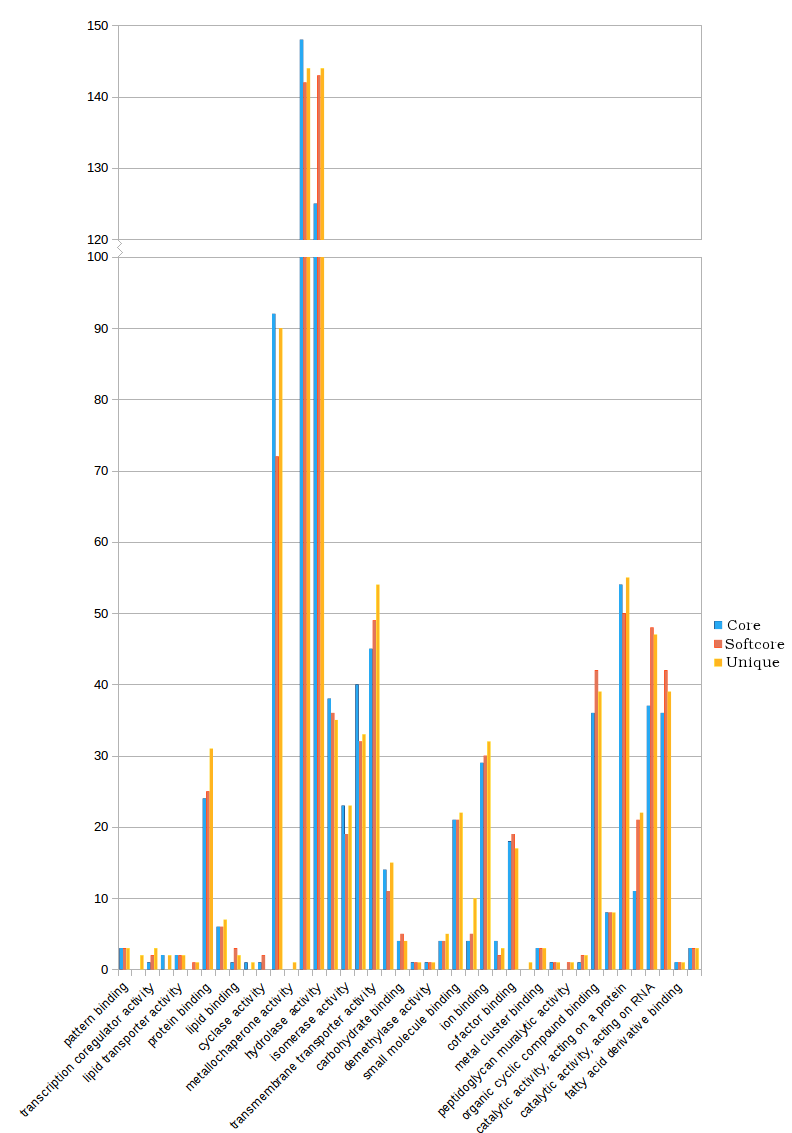 150
140
130
120
100
90
80
70
60
50
40
30
20
10
0
Core
Softcore
Unique
pattern binding
transcription coregulator activity
lipid transporter activity
protein binding
lipid binding
cyclase activity
metallochaperone activity
hydrolase activity
isomerase activity
transmembrane transporter activity
carbohydrate binding
demethylase activity
small molecule binding
ion binding
cofactor binding
metal cluster binding
peptidoglycan muralytic activity
organic cyclic compound binding
catalytic activity, acting on a protein
catalytic activity, acting on RNA
fatty acid derivative binding